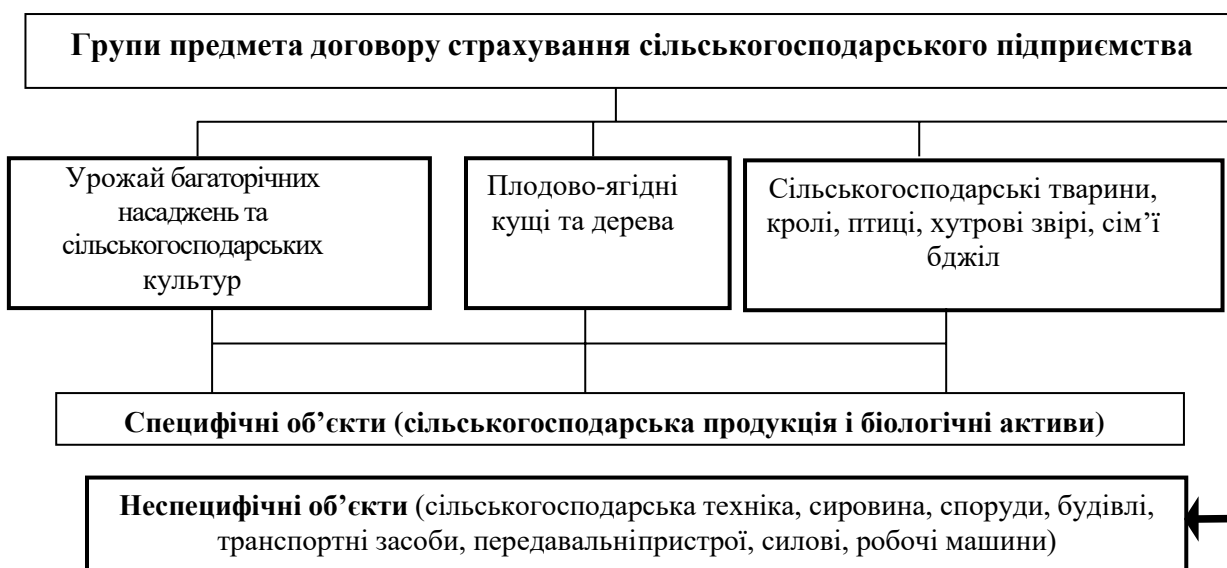 Групи предмета договору страхування сільськогосподарського підприємства
Урожай багаторічних
насаджень та
сільськогосподарських
культур
Плодово-ягідні
кущі та дерева
Сільськогосподарські тварини,
кролі, птиці, хутрові звірі, сім’ї
бджіл
Специфічні об’єкти (сільськогосподарська продукція і біологічні активи)
Неспецифічні об’єкти (сільськогосподарська техніка, сировина, споруди, будівлі,
транспортні засоби, передавальніпристрої, силові, робочі машини)